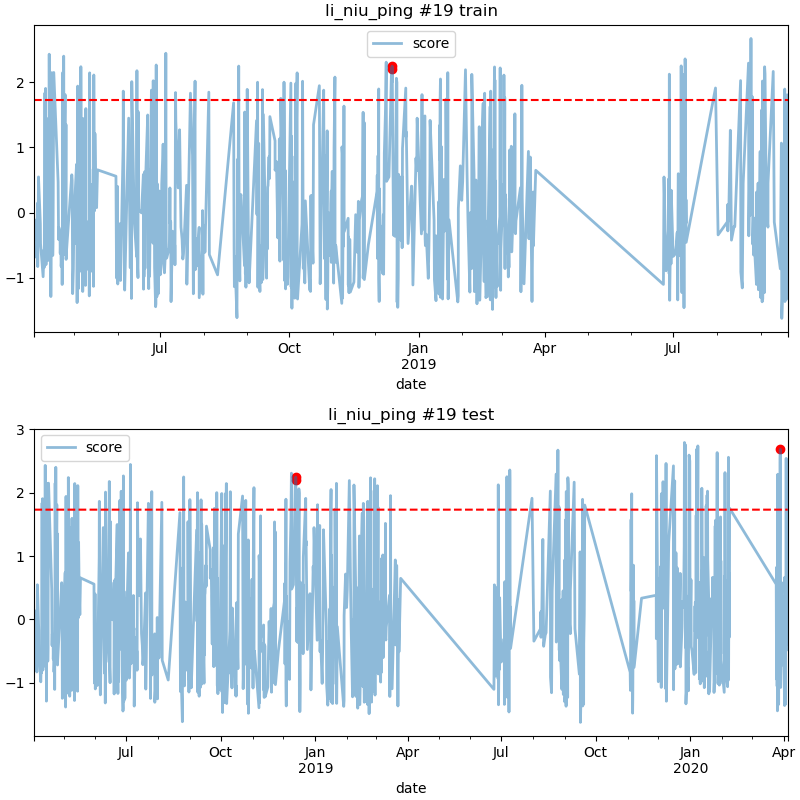 li_niu_ping #19 train
score
2
1
0
−1
Jul
Oct
Jan
2019
Apr
Jul
date
li_niu_ping #19 test
score
3
2
1
0
−1
Jul
Oct
Jan
2019
Apr
Jul
Oct
Jan
2020
Apr
date